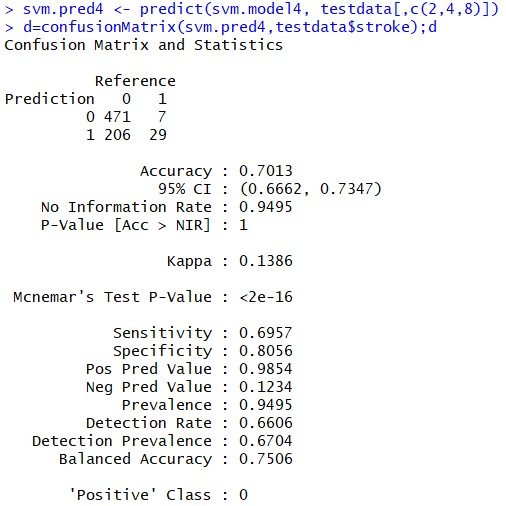 > svm.pred4 <- predict(svm.model4, testdata[,c(2,4,8)])
> d=confusionMatrix(svm.pred4,testdata$stroke);d
Confusion Matrix and Statistics
Reference
Prediction 0 1
0 471 7
1 206 29
Accuracy : 0.7013
95% CI : (0.6662, 0.7347)
No Information Rate : 0.9495
P-Value [Acc > NIR] : 1
Kappa : 0.1386
Mcnemar's Test P-Value : <2e-16
Sensitivity : 0.6957
Specificity : 0.8056
Pos Pred Value : 0.9854
Neg Pred Value : 0.1234
Prevalence : 0.9495
Detection Rate : 0.6606
Detection Prevalence : 0.6704
Balanced Accuracy : 0.7506
'Positive' Class : 0